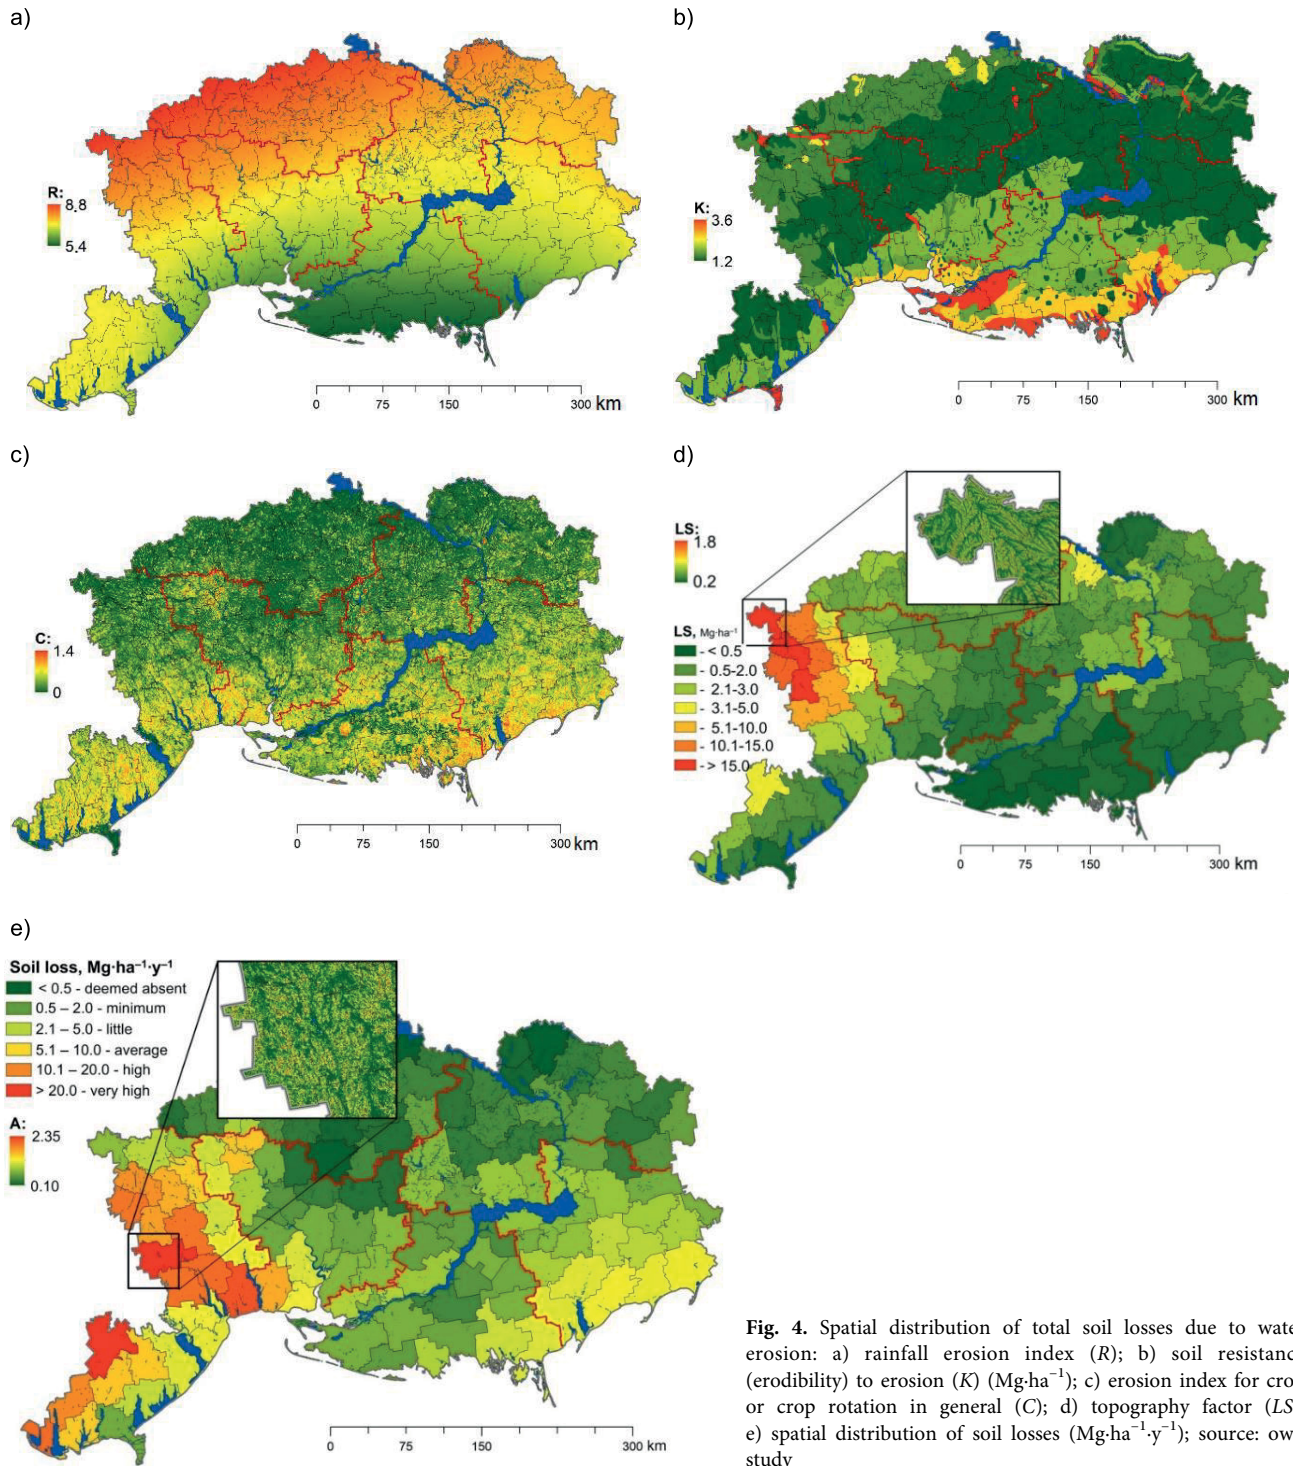 a)
R:
8,8
5.4
0 75 150 300 km
b)
K:
3.6
1.2
0 75 150 300 km
c)
C:
1.4
0
0 75 150 300 km
d)
LS:
1.8
0.2
LS, Mg·ha⁻¹
- < 0.5
- 0.5-2.0
- 2.1-3.0
- 3.1-5.0
- 5.1-10.0
- 10.1-15.0
- > 15.0
0 75 150 300 km
e)
Soil loss, Mg·ha⁻¹·y⁻¹
< 0.5 - deemed absent
0.5 – 2.0 - minimum
2.1 – 5.0 - little
5.1 – 10.0 - average
10.1 – 20.0 - high
> 20.0 - very high
A:
2.35
0.10
0 75 150 300 km
Fig. 4. Spatial distribution of total soil losses due to wate
erosion: a) rainfall erosion index (R); b) soil resistanc
(erodibility) to erosion (K) (Mg·ha⁻¹); c) erosion index for cro
or crop rotation in general (C); d) topography factor (LS
e) spatial distribution of soil losses (Mg·ha⁻¹·y⁻¹); source: ow
study